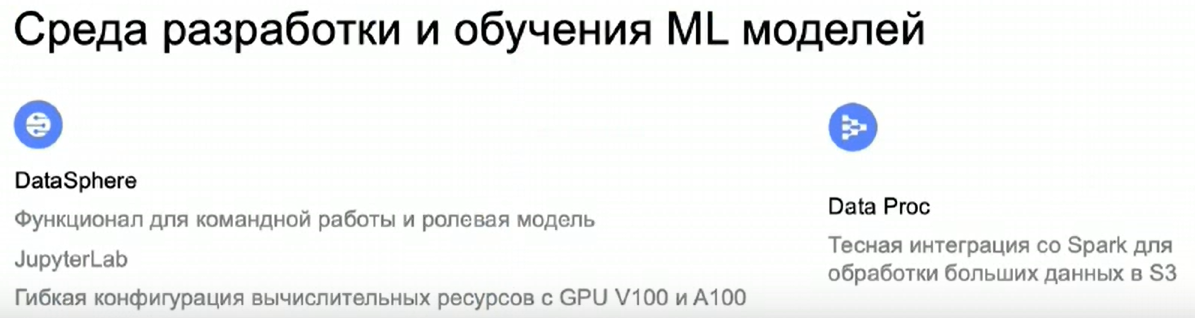 Среда разработки и обучения ML моделей
DataSphere
Функционал для командной работы и ролевая модель
JupyterLab
Гибкая конфигурация вычислительных ресурсов с GPU V100 и A100
Data Proc
Тесная интеграция со Spark для
обработки больших данных в S3